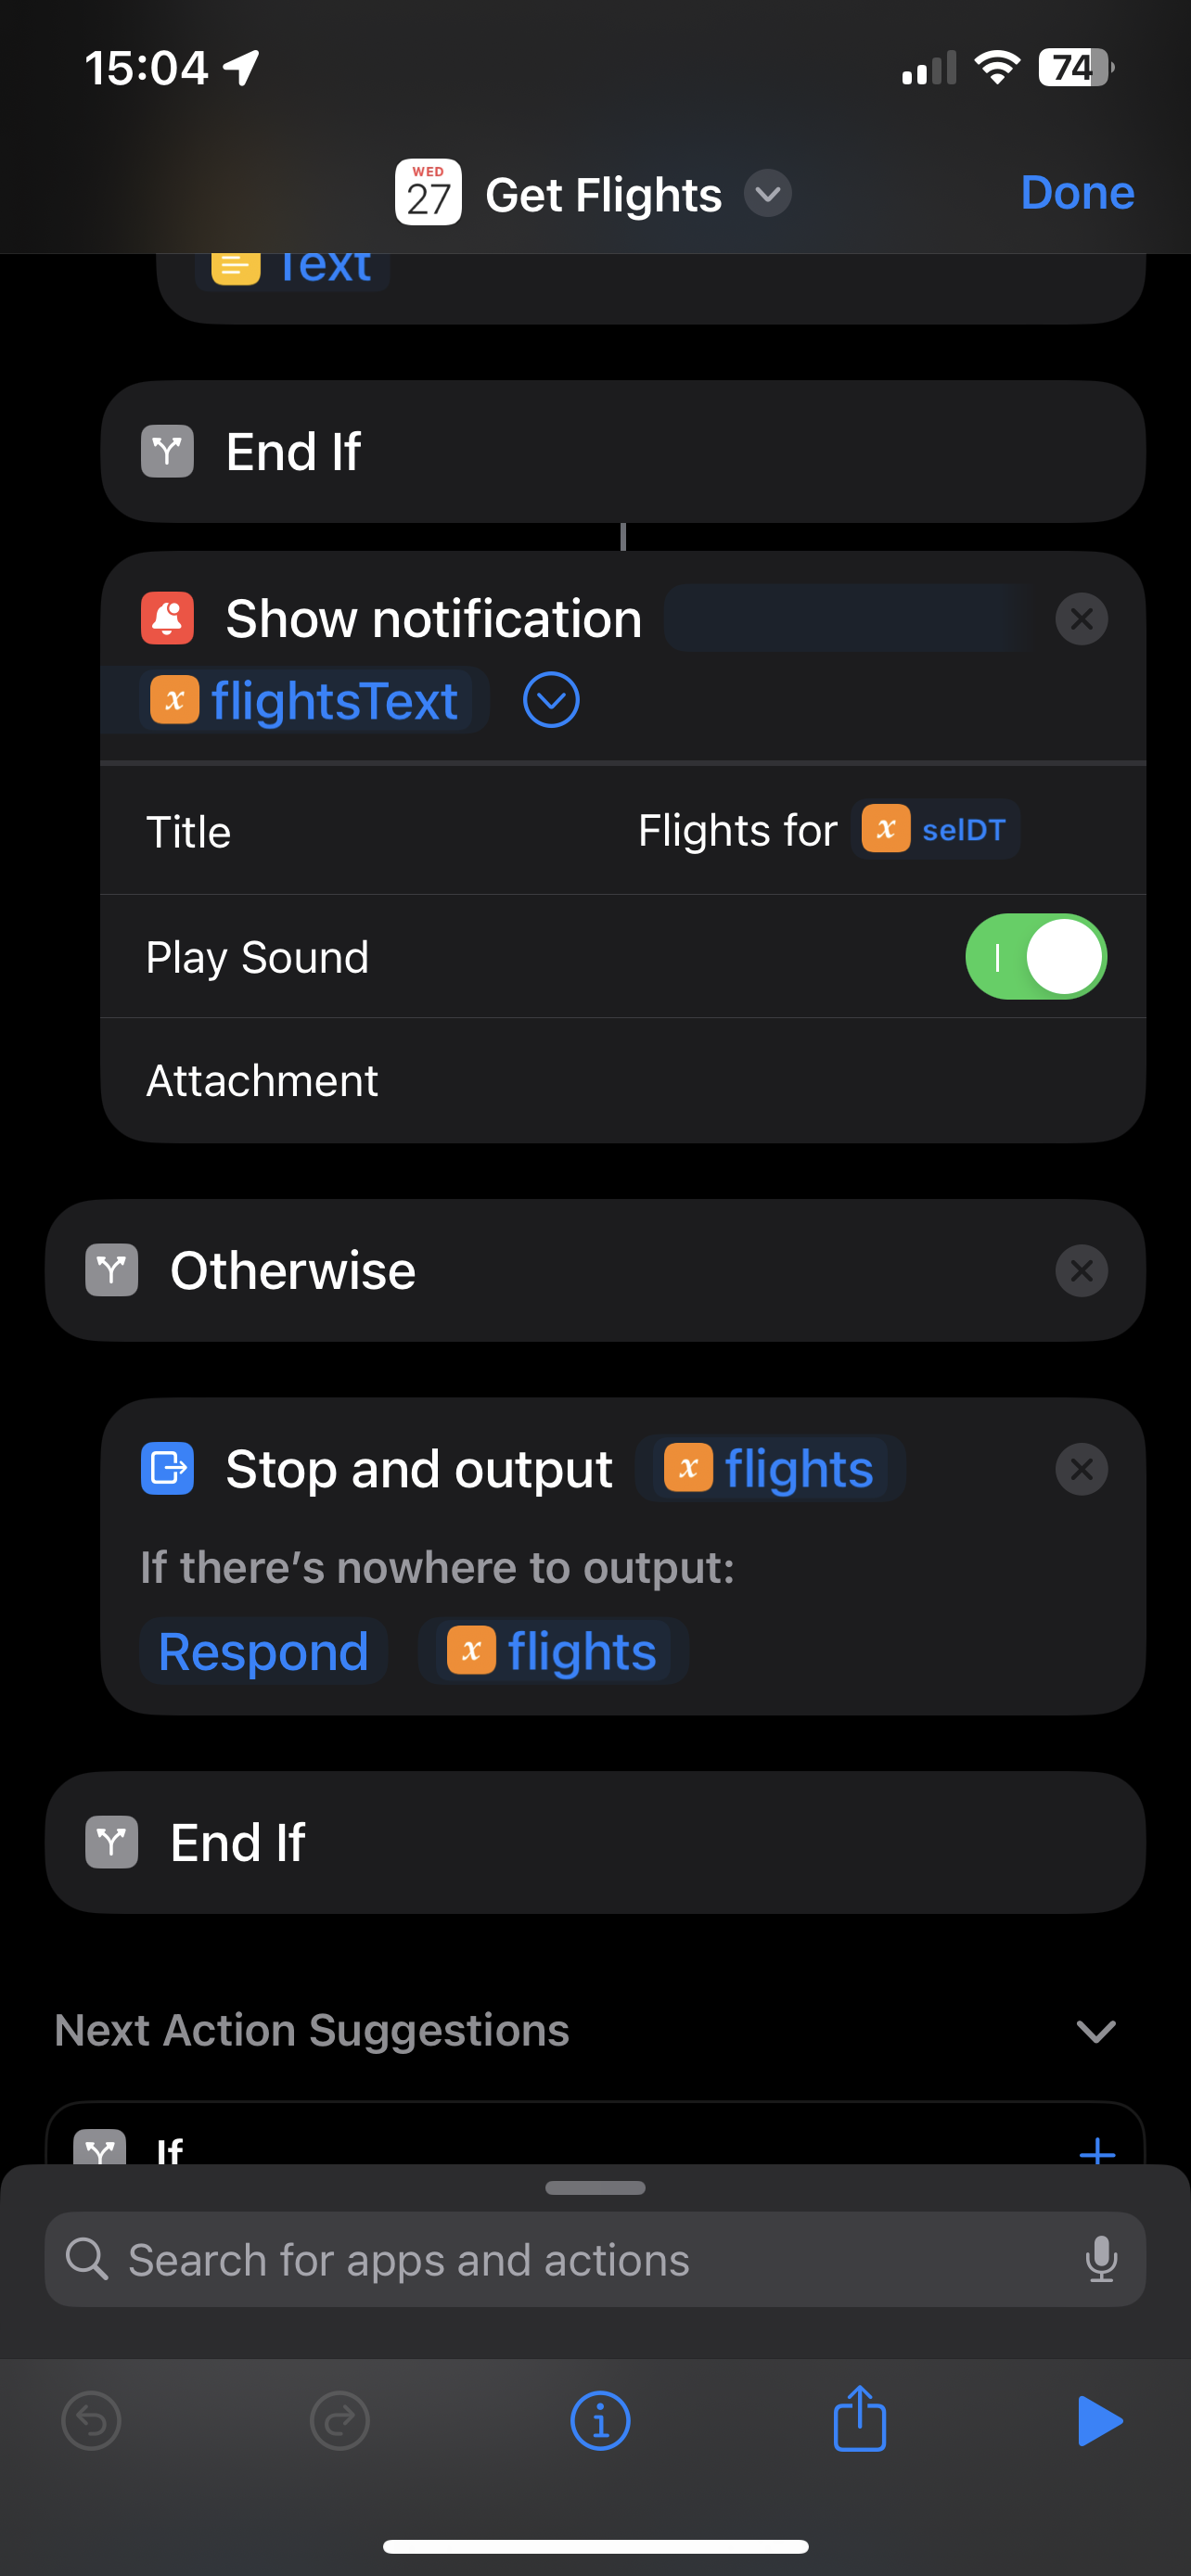 15:04
74
WED
27
Get Flights
Done
Text
End If
Show notification
x flightsText
Title
Flights for x selDT
Play Sound
Attachment
Otherwise
Stop and output x flights
If there’s nowhere to output:
Respond x flights
End If
Next Action Suggestions
If
Search for apps and actions